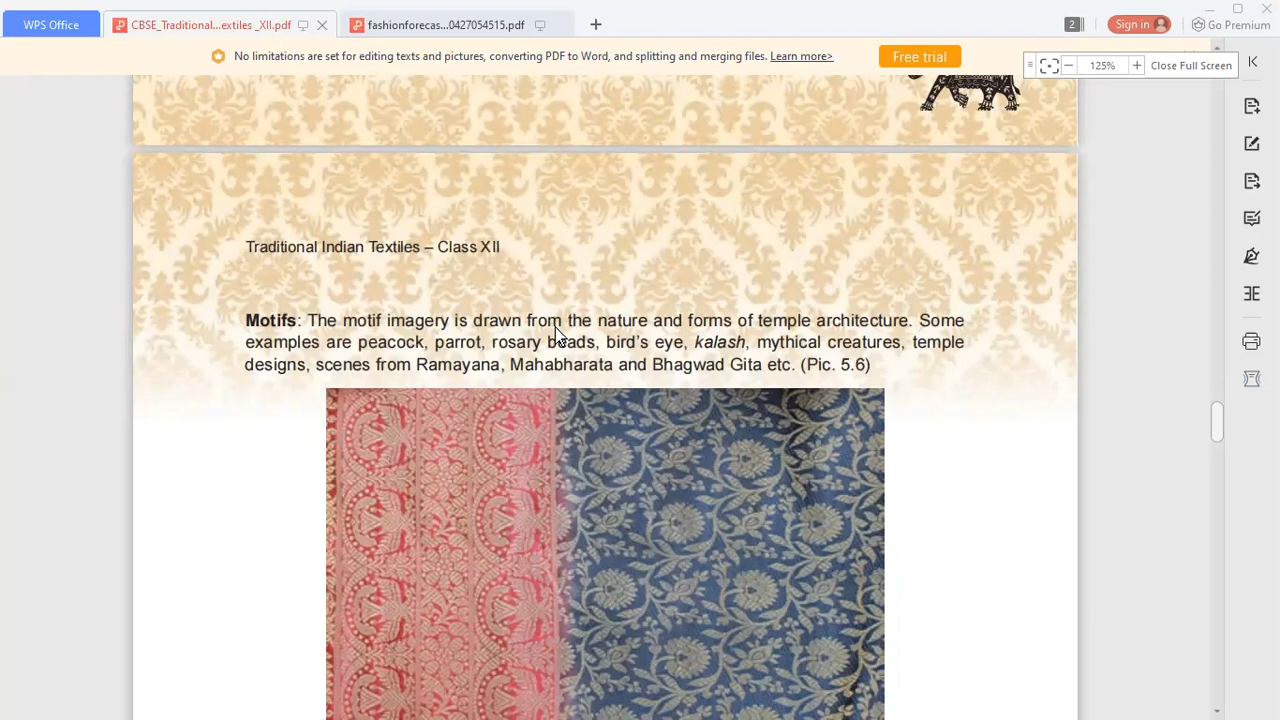 WPS Office
CBSE_Traditional...extiles _XII.pdf
fashionforecas...0427054515.pdf
2
Sign in
Go Premium
No limitations are set for editing texts and pictures, converting PDF to Word, and splitting and merging files. Learn more>
Free trial
125%
Close Full Screen
Traditional Indian Textiles – Class XII
Motifs: The motif imagery is drawn from the nature and forms of temple architecture. Some
examples are peacock, parrot, rosary beads, bird's eye, kalash, mythical creatures, temple
designs, scenes from Ramayana, Mahabharata and Bhagwad Gita etc. (Pic. 5.6)